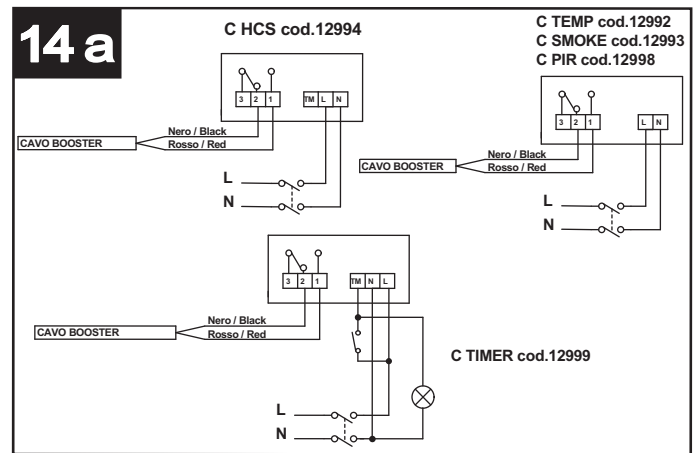 14 a
C HCS cod.12994
3 2 1 TM L N
Nero / Black
CAVO BOOSTER
Rosso / Red
L
N
C TEMP cod.12992
C SMOKE cod.12993
C PIR cod.12998
3 2 1 L N
Nero / Black
CAVO BOOSTER
Rosso / Red
L
N
3 2 1 TM N L
Nero / Black
CAVO BOOSTER
Rosso / Red
C TIMER cod.12999
L
N